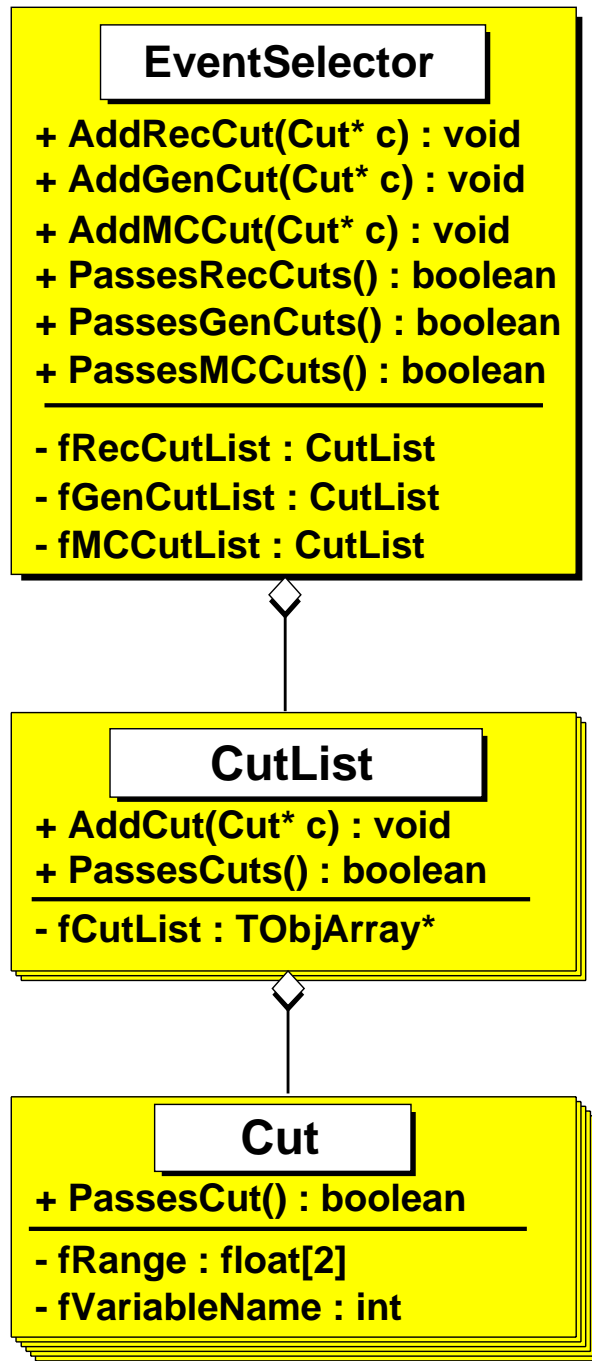 EventSelector
+ AddRecCut(Cut* c) : void
+ AddGenCut(Cut* c) : void
+ AddMCCut(Cut* c) : void
+ PassesRecCuts() : boolean
+ PassesGenCuts() : boolean
+ PassesMCCuts() : boolean
- fRecCutList : CutList
- fGenCutList : CutList
- fMCCutList : CutList
CutList
+ AddCut(Cut* c) : void
+ PassesCuts() : boolean
- fCutList : TObjArray*
Cut
+ PassesCut() : boolean
- fRange : float[2]
- fVariableName : int